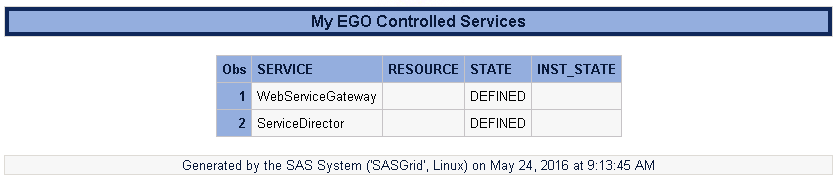 My EGO Controlled Services
Obs SERVICE RESOURCE STATE INST_STATE
1 WebServiceGateway DEFINED
2 ServiceDirector DEFINED
Generated by the SAS System ('SASGrid', Linux) on May 24, 2016 at 9:13:45 AM